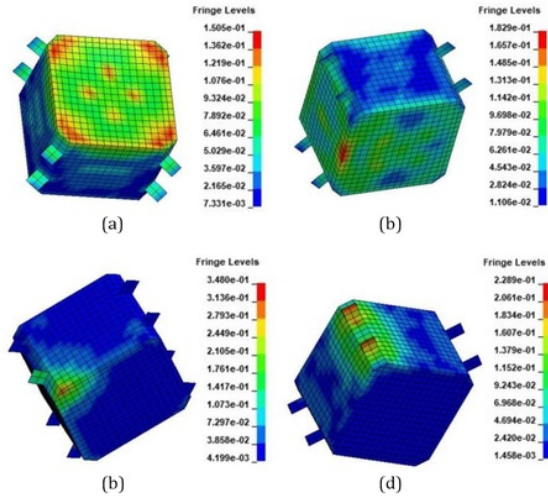 Fringe Levels
1.505e-01
1.362e-01
1.219e-01
1.076e-01
9.324e-02
7.892e-02
6.461e-02
5.029e-02
3.597e-02
2.165e-02
7.331e-03
(a)
Fringe Levels
1.829e-01
1.657e-01
1.485e-01
1.313e-01
1.142e-01
9.698e-02
7.979e-02
6.261e-02
4.543e-02
2.824e-02
1.106e-02
(b)
Fringe Levels
3.480e-01
3.136e-01
2.793e-01
2.449e-01
2.105e-01
1.761e-01
1.417e-01
1.073e-01
7.297e-02
3.858e-02
4.199e-03
(b)
Fringe Levels
2.289e-01
2.061e-01
1.834e-01
1.607e-01
1.379e-01
1.152e-01
9.243e-02
6.968e-02
4.694e-02
2.420e-02
1.458e-03
(d)